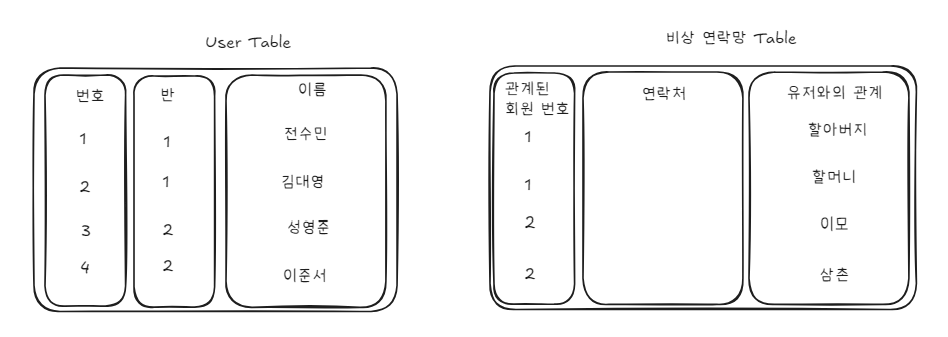 User Table
번호 반 이름
1 1 전수민
2 1 김대영
3 2 성영준
4 2 이준서
비상 연락망 Table
관계된
회원 번호 연락처 유저와의 관계
1 할아버지
1 할머니
2 이모
2 삼촌